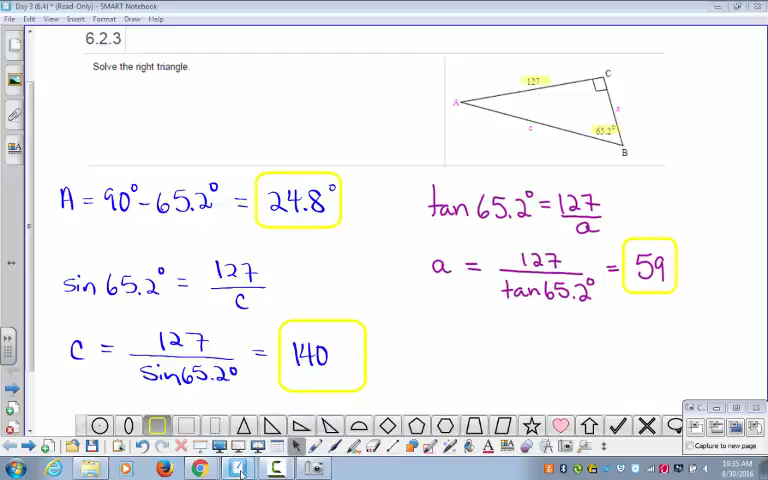 Day 3 (6.4) * (Read-Only) - SMART Notebook
File Edit View Insert Format Draw Help
6.2.3
Solve the right triangle.
127
C
A
a
c
65.2°
B
A = 90° - 65.2° = 24.8°
sin 65.2° = 127/c
c = 127/sin65.2° = 140
tan 65.2° = 127/a
a = 127/tan65.2° = 59
Capture to new page
10:35 AM
8/30/2016